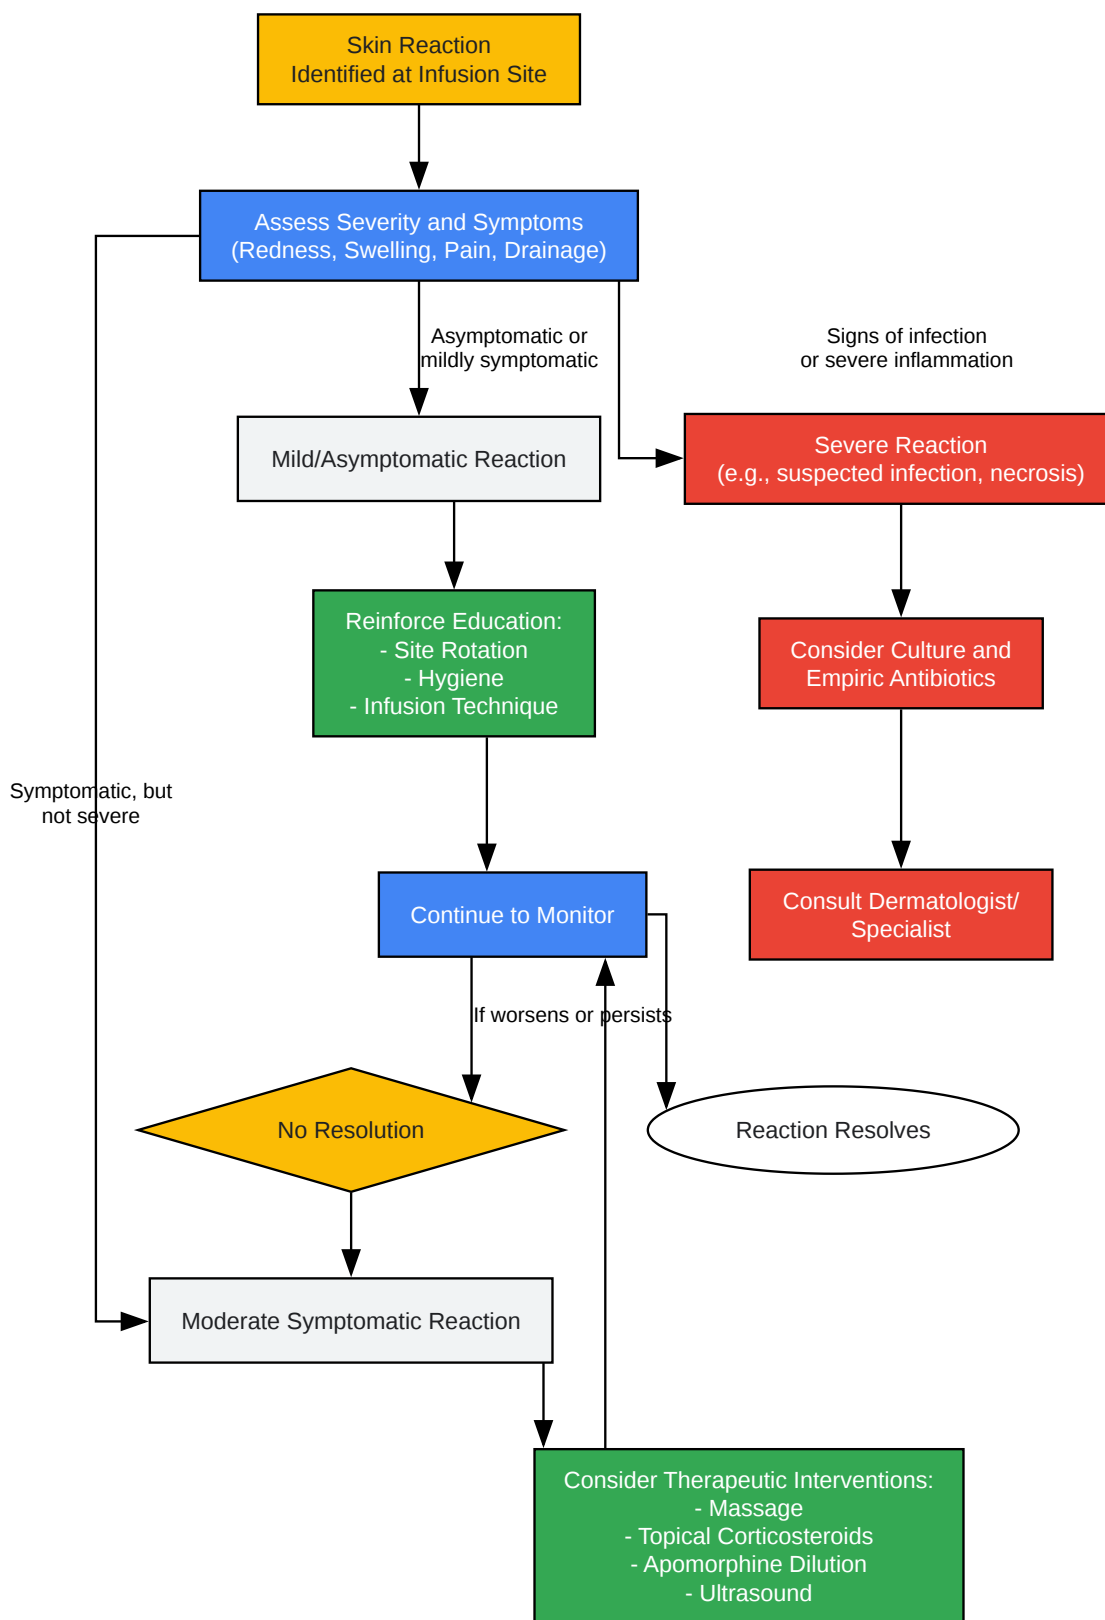 Skin Reaction
Identified at Infusion Site
Assess Severity and Symptoms
(Redness, Swelling, Pain, Drainage)
Asymptomatic or
mildly symptomatic
Signs of infection
or severe inflammation
Mild/Asymptomatic Reaction
Severe Reaction
(e.g., suspected infection, necrosis)
Reinforce Education:
- Site Rotation
- Hygiene
- Infusion Technique
Consider Culture and
Empiric Antibiotics
Symptomatic, but
not severe
Continue to Monitor
Consult Dermatologist/
Specialist
If worsens or persists
No Resolution
Reaction Resolves
Moderate Symptomatic Reaction
Consider Therapeutic Interventions:
- Massage
- Topical Corticosteroids
- Apomorphine Dilution
- Ultrasound